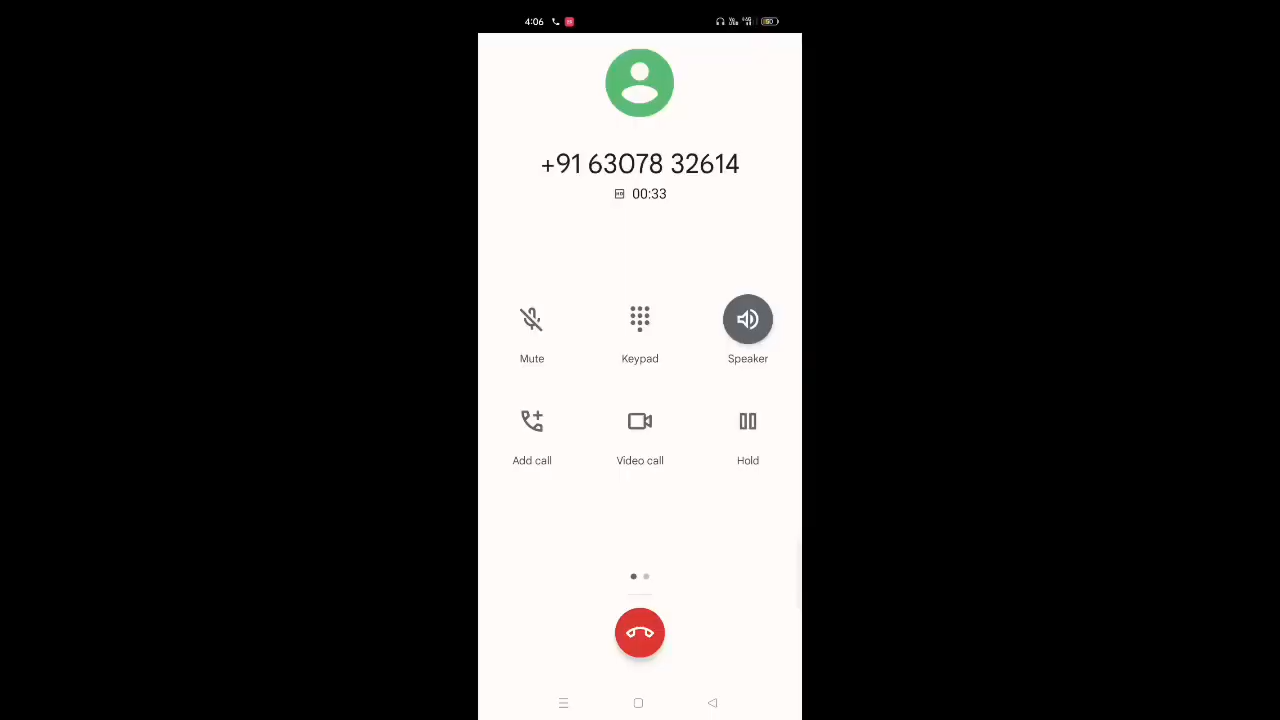 4:06
+91 63078 32614
00:33
Mute
Keypad
Speaker
Add call
Video call
Hold